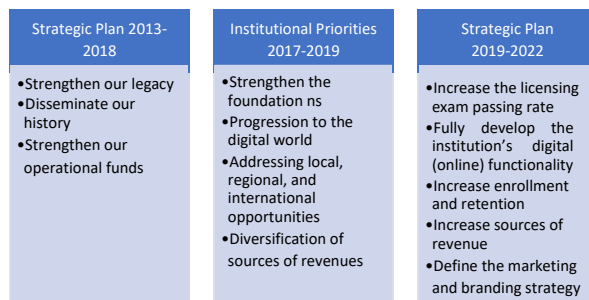 Strategic Plan 2013-
2018
•Strengthen our legacy
•Disseminate our
history
•Strengthen our
operational funds
Institutional Priorities
2017-2019
•Strengthen the
foundation ns
•Progression to the
digital world
•Addressing local,
regional, and
international
opportunities
•Diversification of
sources of revenues
Strategic Plan
2019-2022
•Increase the licensing
exam passing rate
•Fully develop the
institution’s digital
(online) functionality
•Increase enrollment
and retention
•Increase sources of
revenue
•Define the marketing
and branding strategy